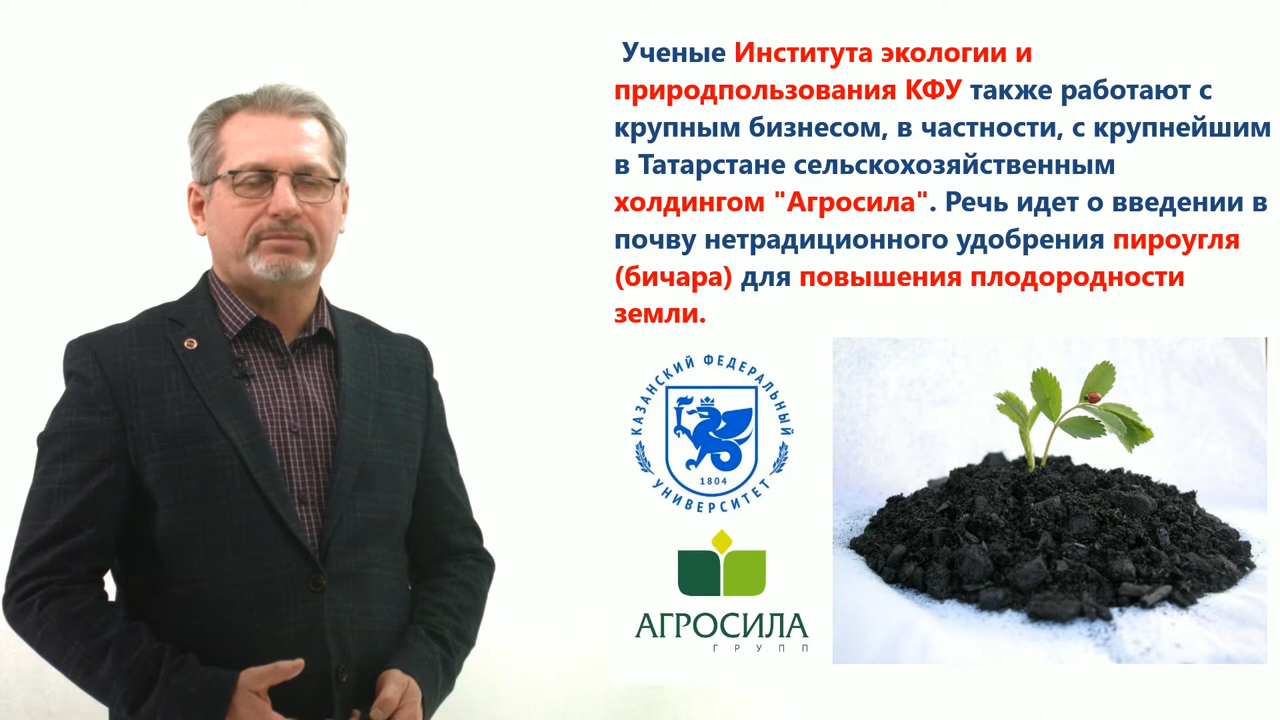 Ученые Института экологии и
природпользования КФУ также работают с
крупным бизнесом, в частности, с крупнейшим
в Татарстане сельскохозяйственным
холдингом "Агросила". Речь идет о введении в
почву нетрадиционного удобрения пироугля
(бичара) для повышения плодородности
земли.
КАЗАНСКИЙ ФЕДЕРАЛЬНЫЙ
УНИВЕРСИТЕТ
1804
АГРОСИЛА
ГРУПП